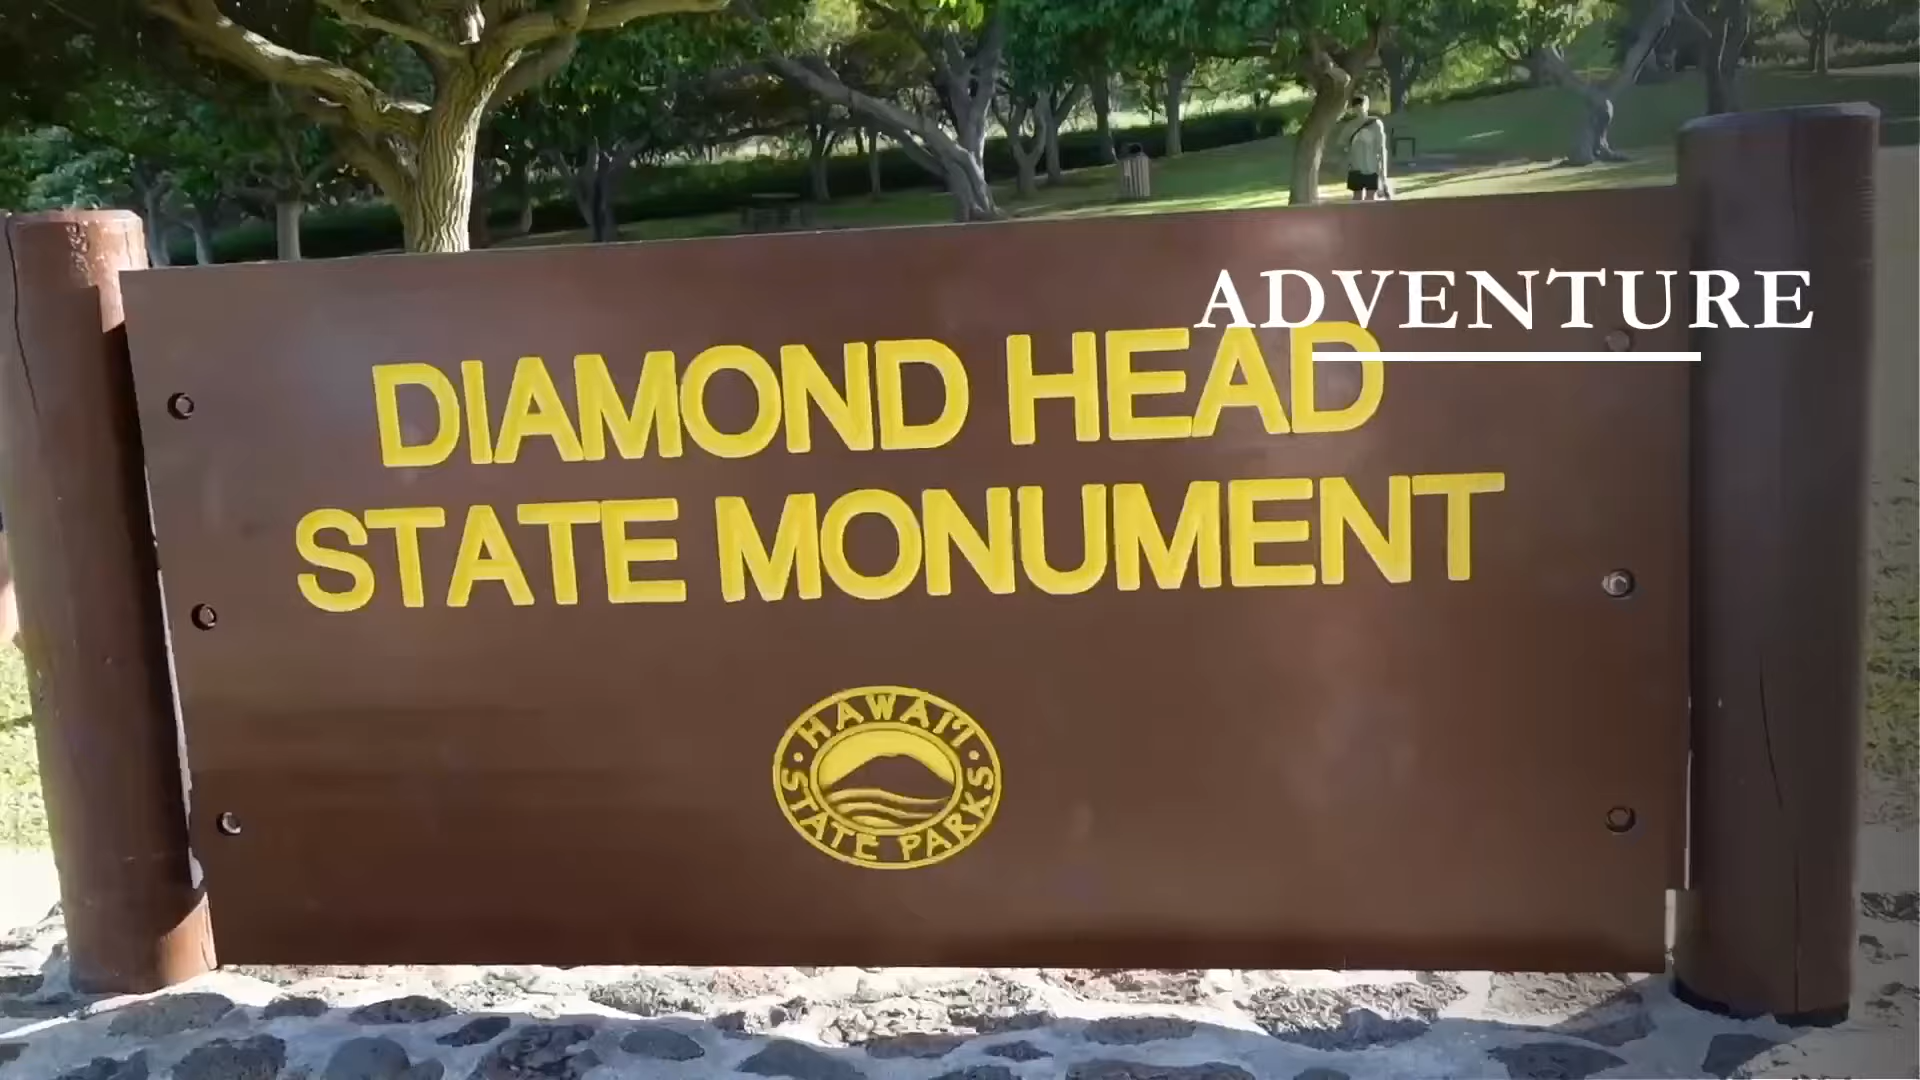 ADVENTURE
DIAMOND HEAD
STATE MONUMENT
HAWAI'I
STATE PARKS